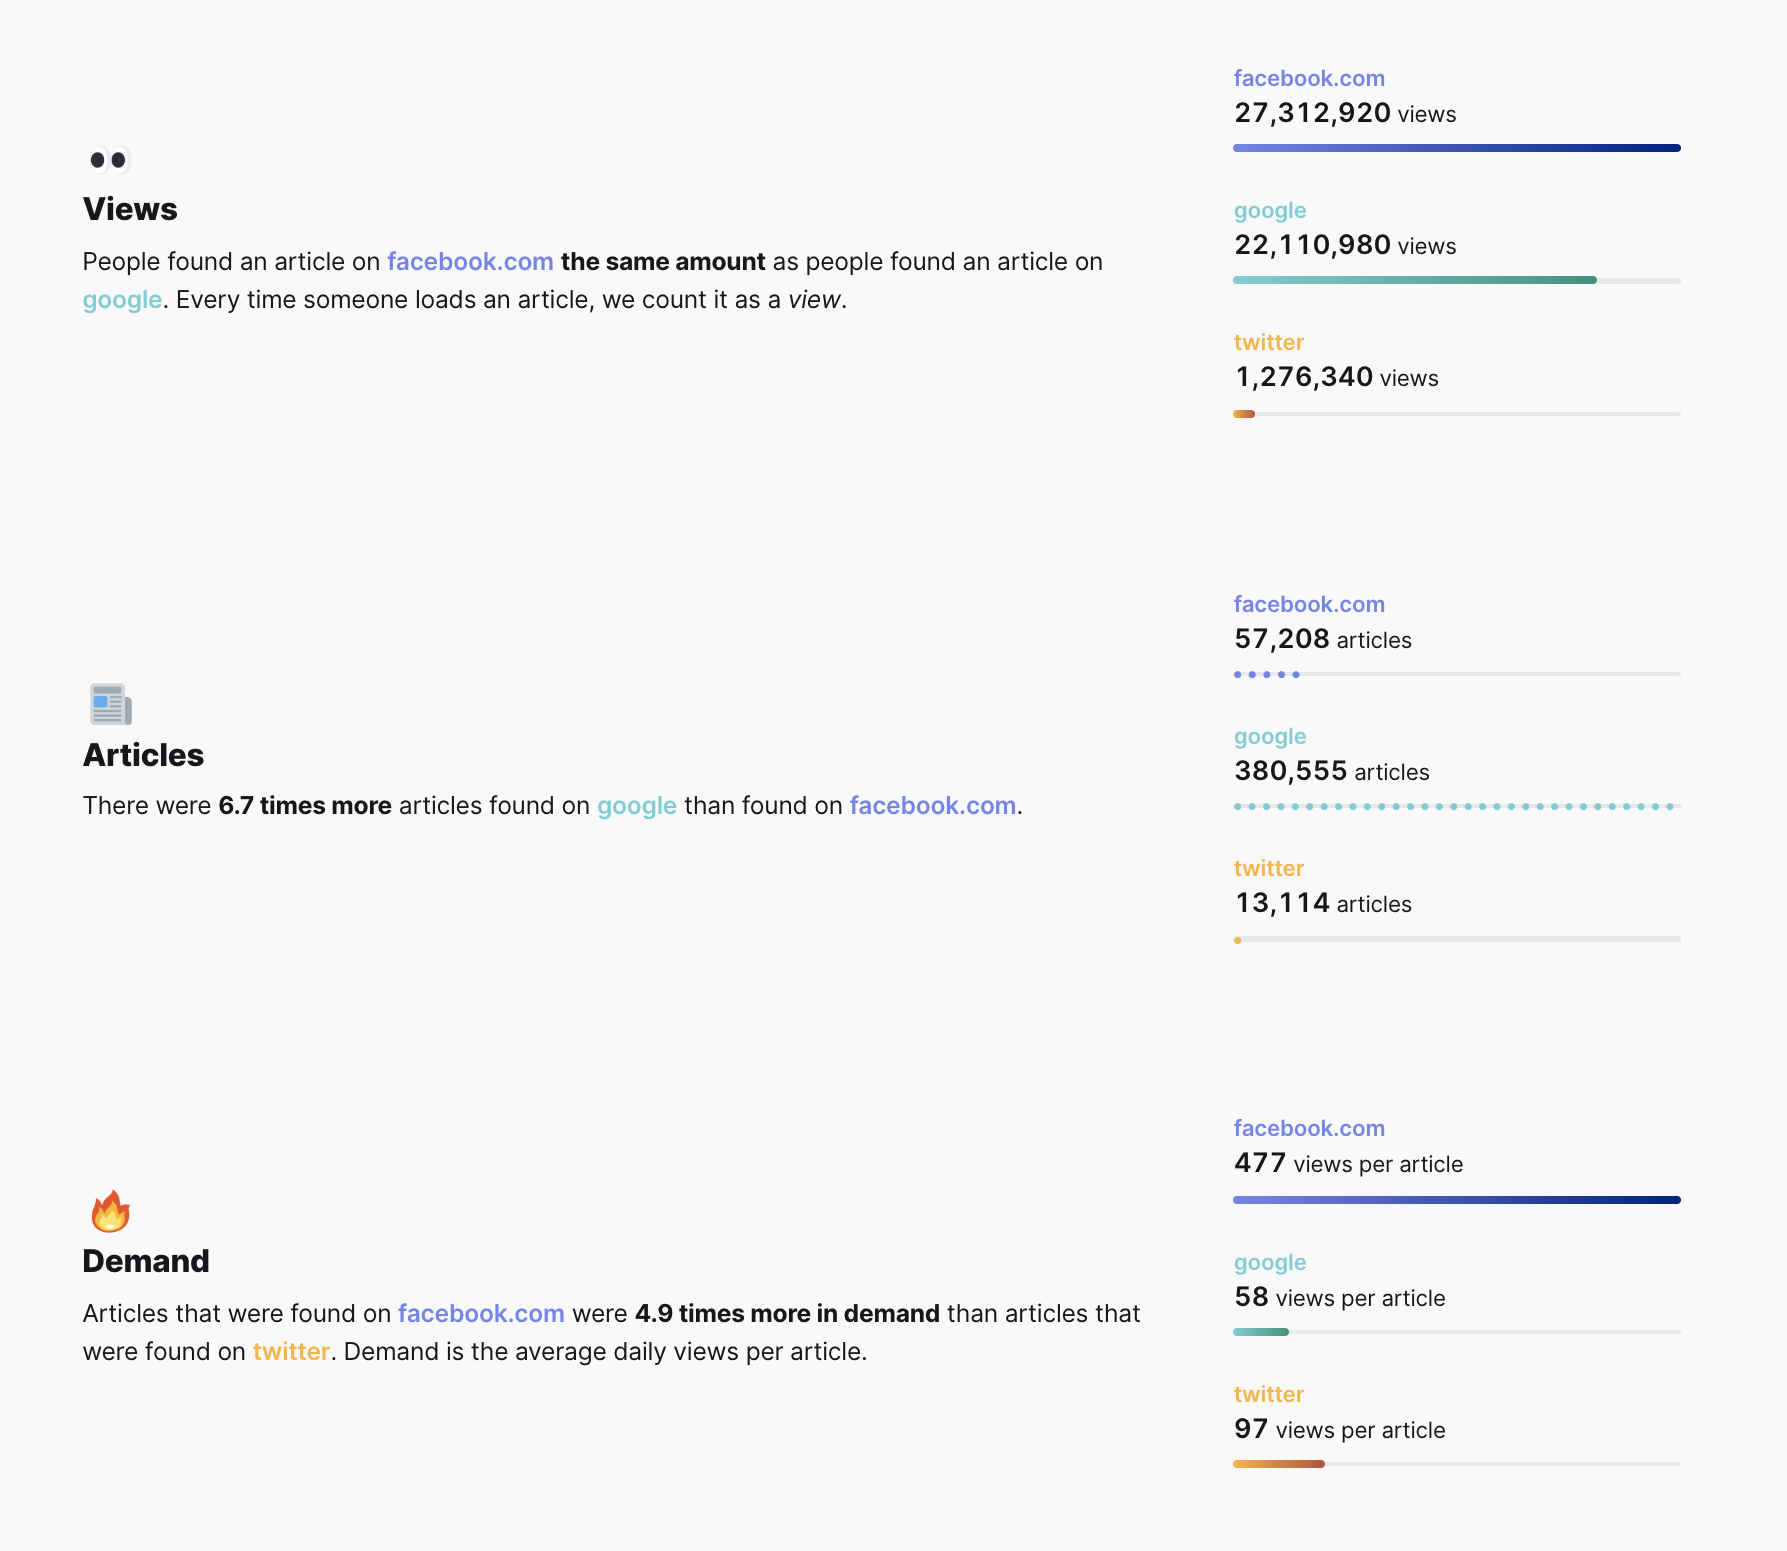 Views
People found an article on facebook.com the same amount as people found an article on
google. Every time someone loads an article, we count it as a view.
facebook.com
27,312,920 views
google
22,110,980 views
twitter
1,276,340 views
Articles
There were 6.7 times more articles found on google than found on facebook.com.
facebook.com
57,208 articles
google
380,555 articles
twitter
13,114 articles
Demand
Articles that were found on facebook.com were 4.9 times more in demand than articles that
were found on twitter. Demand is the average daily views per article.
facebook.com
477 views per article
google
58 views per article
twitter
97 views per article